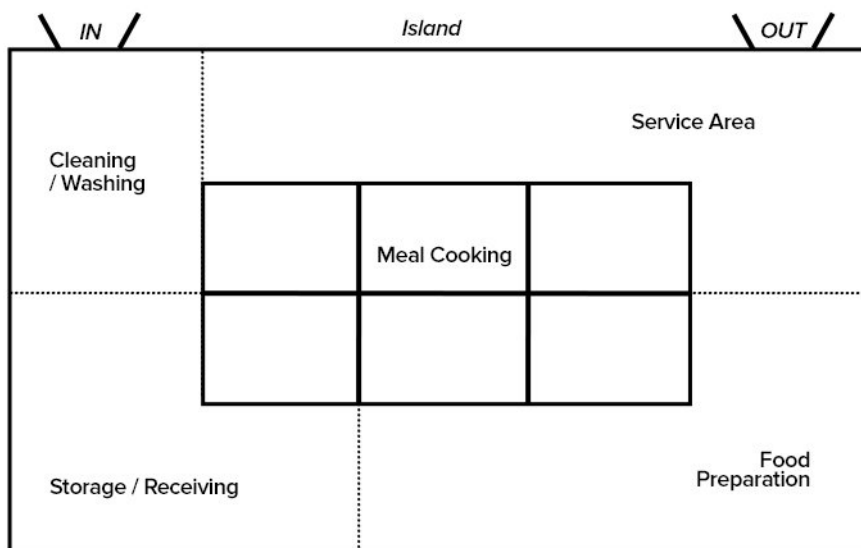 IN
Island
OUT
Service Area
Cleaning
/ Washing
Meal Cooking
Storage / Receiving
Food
Preparation